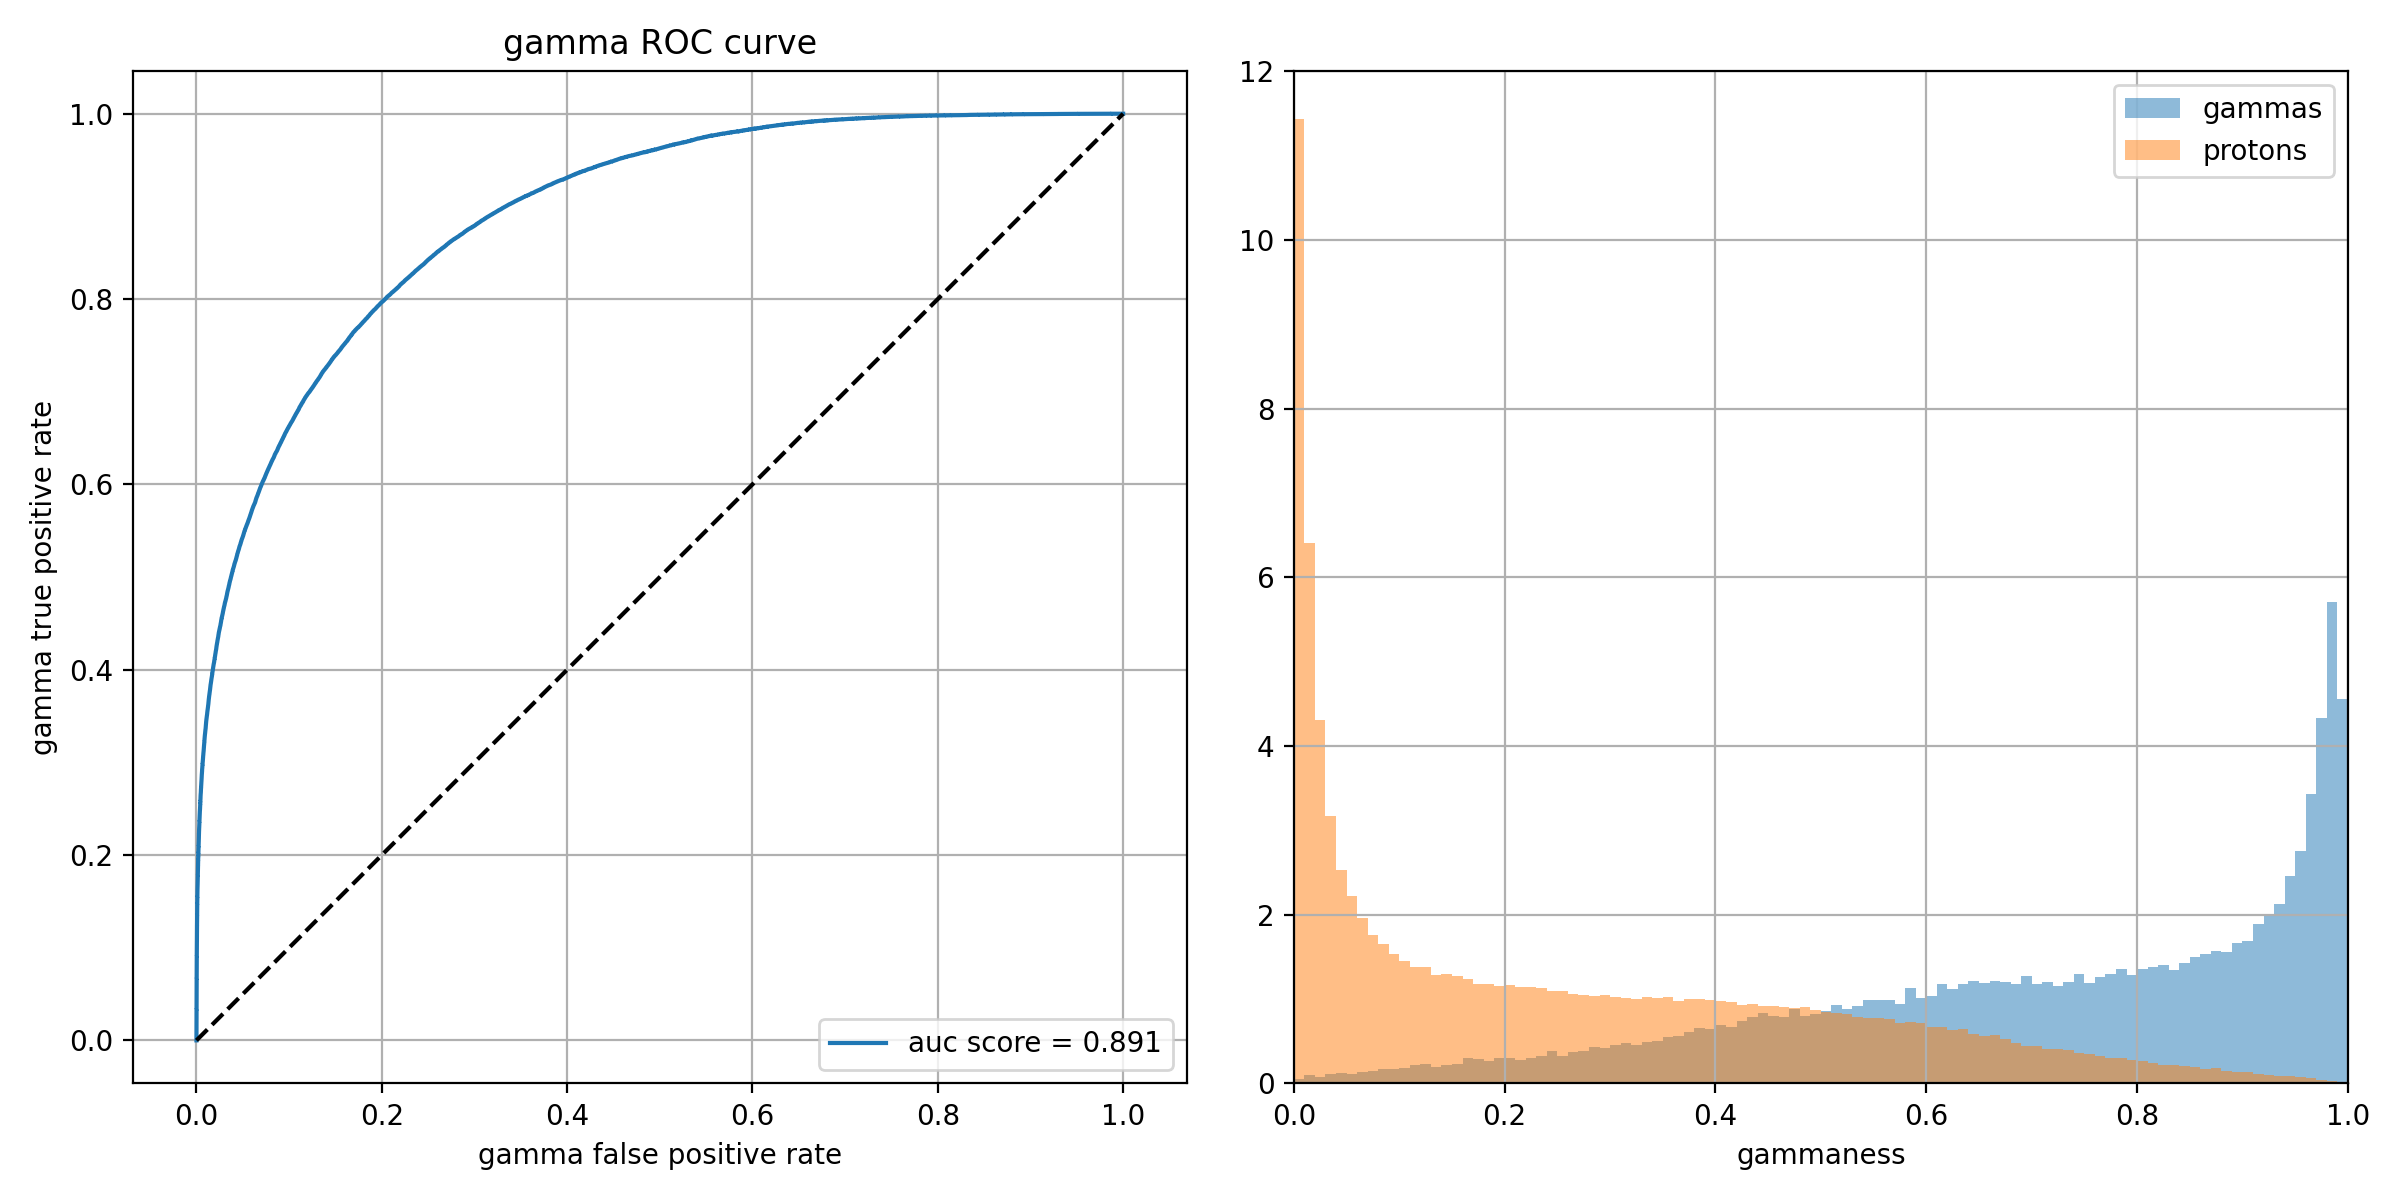 gamma ROC curve
gamma true positive rate
1.0
0.8
0.6
0.4
0.2
0.0
auc score = 0.891
0.0 0.2 0.4 0.6 0.8 1.0
gamma false positive rate
12
10
8
6
4
2
0
gammas
protons
0.0 0.2 0.4 0.6 0.8 1.0
gammaness